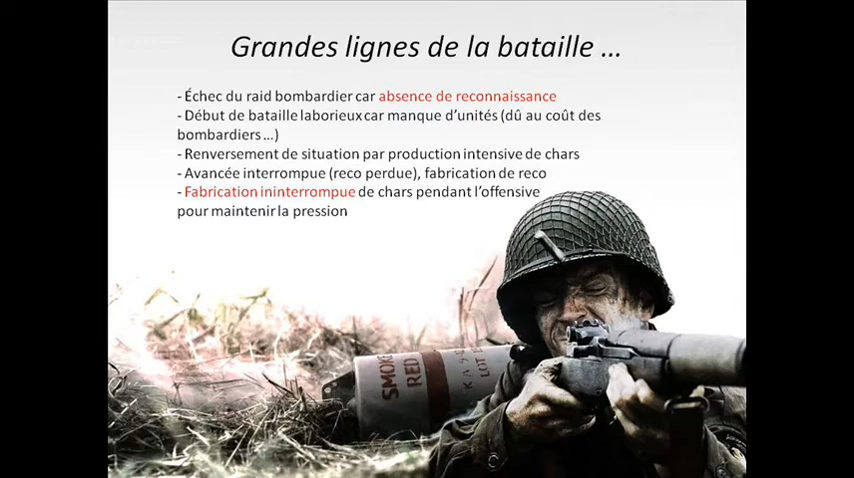 Grandes lignes de la bataille ...
- Échec du raid bombardier car absence de reconnaissance
- Début de bataille laborieux car manque d'unités (dû au coût des
bombardiers ...)
- Renversement de situation par production intensive de chars
- Avancée interrompue (reco perdue), fabrication de reco
- Fabrication ininterrompue de chars pendant l'offensive
pour maintenir la pression
SMOKE
RED
LOT